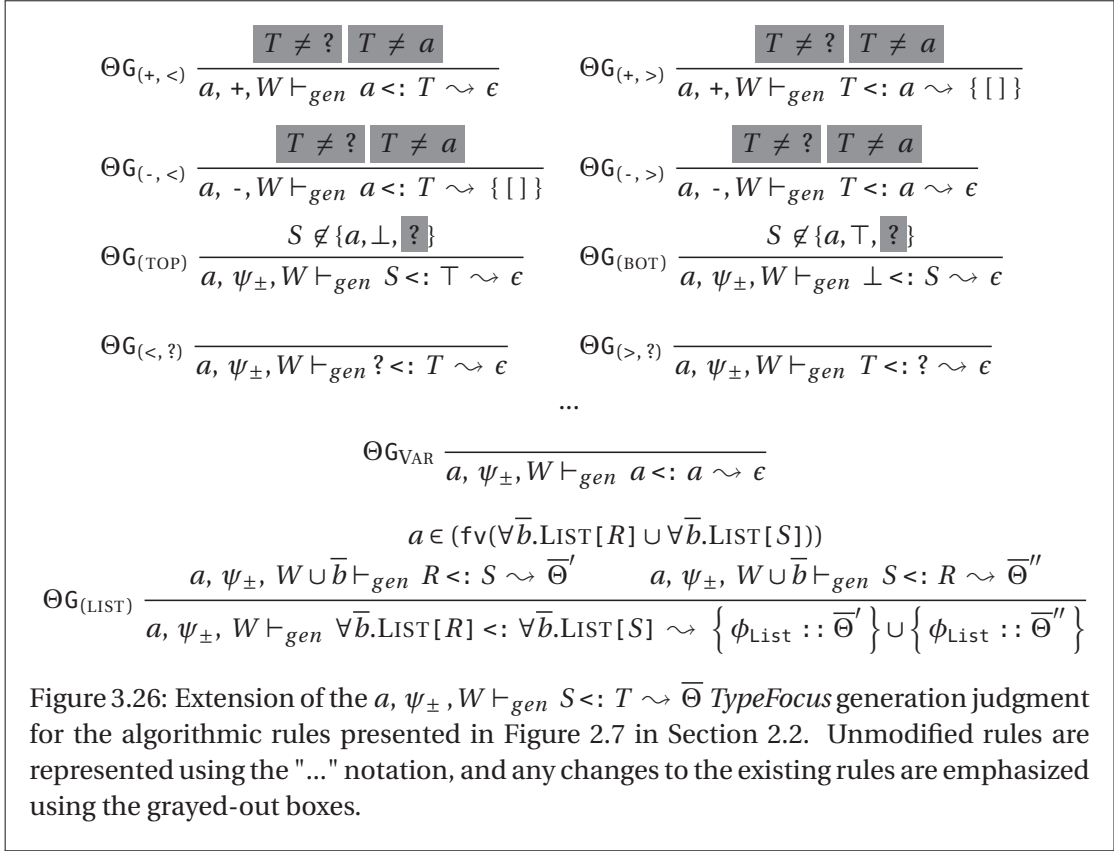 T ≠ ? T ≠ a T ≠ ? T ≠ a
ΘG(+, <) a, +, W ⊢gen a <: T ⇝ ϵ ΘG(+, >) a, +, W ⊢gen T <: a ⇝ {[]}
T ≠ ? T ≠ a T ≠ ? T ≠ a
ΘG(-, <) a, -, W ⊢gen a <: T ⇝ {[]} ΘG(-, >) a, -, W ⊢gen T <: a ⇝ ϵ
S ∉ {a, ⊥, ?} S ∉ {a, ⊤, ?}
ΘG(TOP) a, ψ±, W ⊢gen S <: ⊤ ⇝ ϵ ΘG(BOT) a, ψ±, W ⊢gen ⊥ <: S ⇝ ϵ
ΘG(<, ?) a, ψ±, W ⊢gen ? <: T ⇝ ϵ ΘG(>, ?) a, ψ±, W ⊢gen T <: ? ⇝ ϵ
...
ΘGVAR a, ψ±, W ⊢gen a <: a ⇝ ϵ
a ∈ (fv(∀b̅.LIST[R] ∪ ∀b̅.LIST[S]))
a, ψ±, W ∪ b̅ ⊢gen R <: S ⇝ Θ̅′ a, ψ±, W ∪ b̅ ⊢gen S <: R ⇝ Θ̅′′
ΘG(LIST) a, ψ±, W ⊢gen ∀b̅.LIST[R] <: ∀b̅.LIST[S] ⇝ {ϕList :: Θ̅′} ∪ {ϕList :: Θ̅′′}
Figure 3.26: Extension of the a, ψ±, W ⊢gen S <: T ⇝ Θ̅ TypeFocus generation judgment
for the algorithmic rules presented in Figure 2.7 in Section 2.2. Unmodified rules are
represented using the "..." notation, and any changes to the existing rules are emphasized
using the grayed-out boxes.